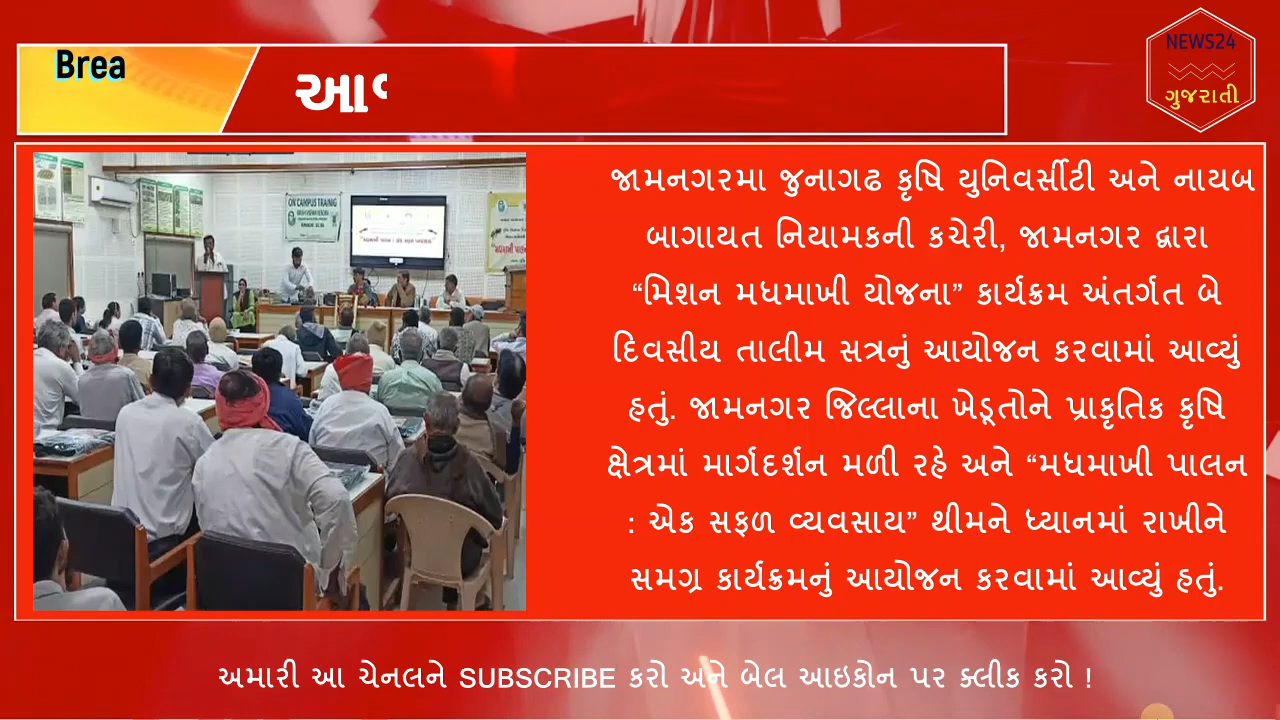 Brea
આ
NEWS24
ગુજરાતી
ON CAMPUS TRAINIG
જામનગરમા જુનાગઢ કૃષિ યુનિવર્સીટી અને નાયબ
બાગાયત નિયામકની કચેરી, જામનગર દ્વારા
“મિશન મધમાખી યોજના” કાર્યક્રમ અંતર્ગત બે
દિવસીય તાલીમ સત્રનું આયોજન કરવામાં આવ્યું
હતું. જામનગર જિલ્લાના ખેડૂતોને પ્રાકૃતિક કૃષિ
ક્ષેત્રમાં માર્ગદર્શન મળી રહે અને “મધમાખી પાલન
: એક સફળ વ્યવસાય” થીમને ધ્યાનમાં રાખીને
સમગ્ર કાર્યક્રમનું આયોજન કરવામાં આવ્યું હતું.
અમારી આ ચેનલને SUBSCRIBE કરો અને બેલ આઇકોન પર ક્લીક કરો !